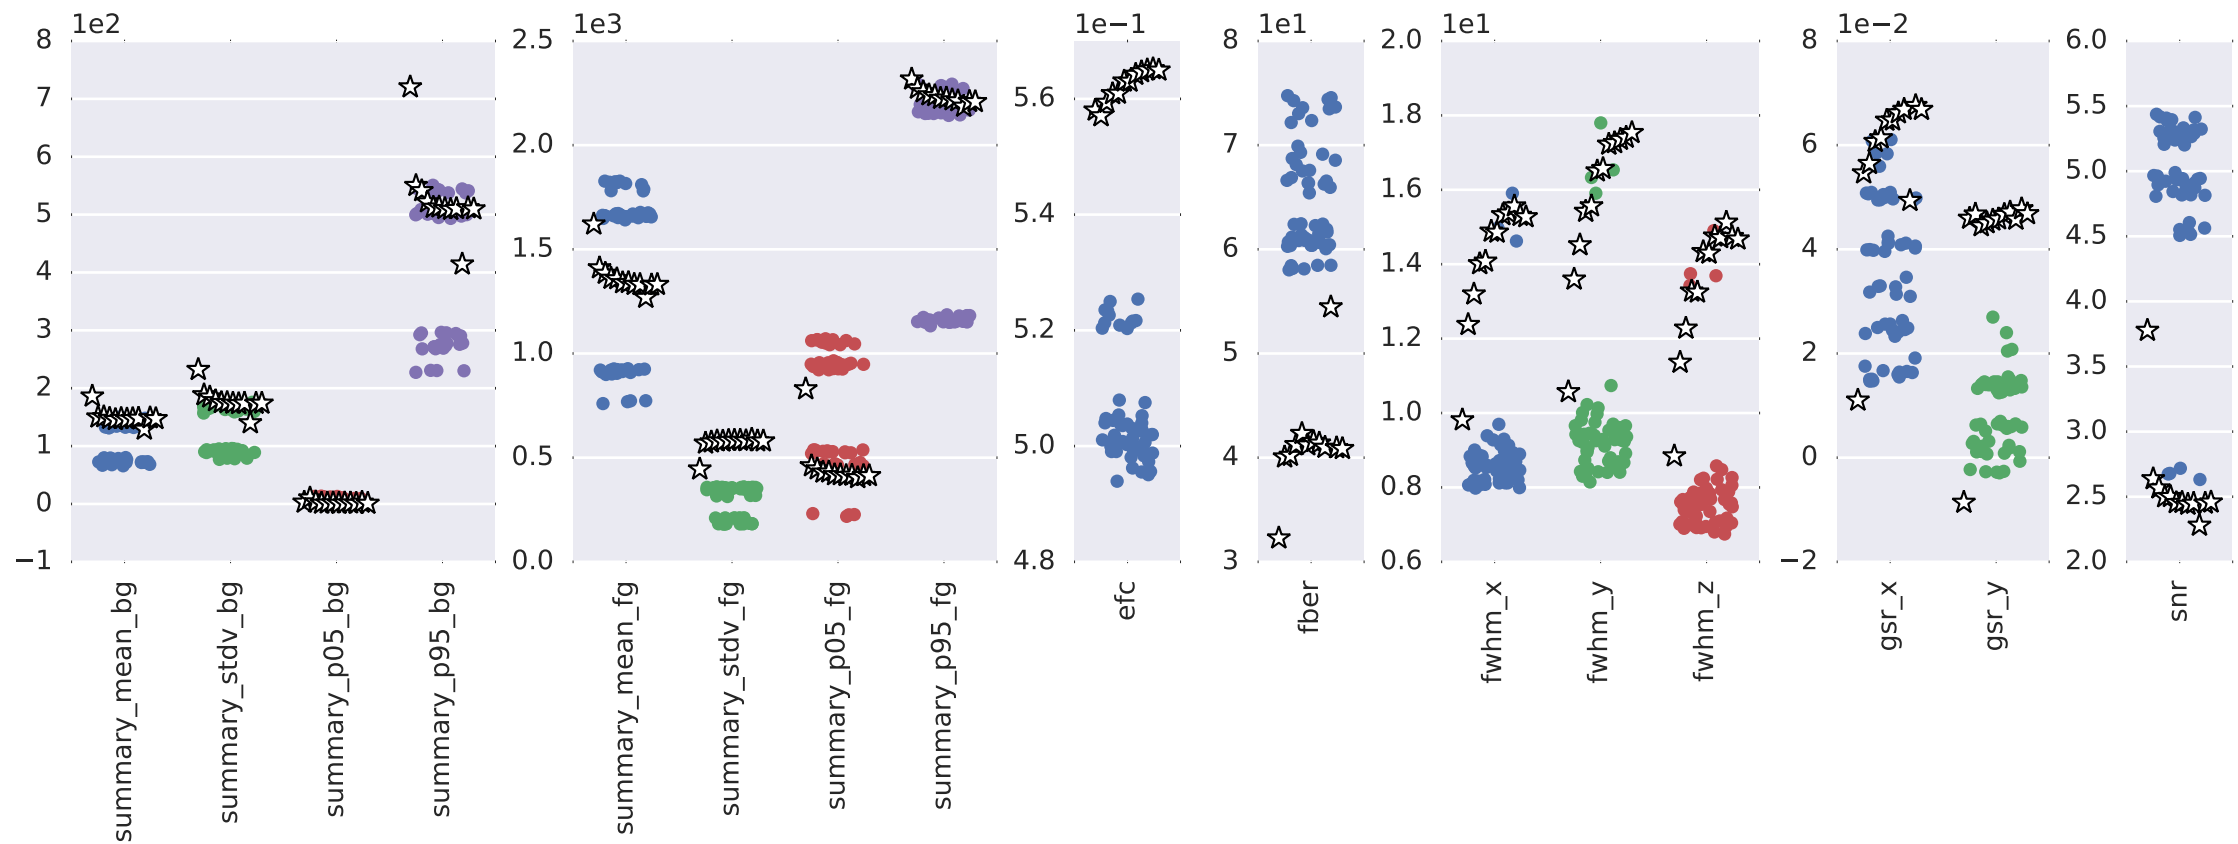 1e2
8
7
6
5
4
3
2
1
0
−1
summary_mean_bg
summary_stdv_bg
summary_p05_bg
summary_p95_bg
1e3
2.5
2.0
1.5
1.0
0.5
0.0
summary_mean_fg
summary_stdv_fg
summary_p05_fg
summary_p95_fg
1e−1
5.6
5.4
5.2
5.0
4.8
efc
1e1
8
7
6
5
4
3
fber
1e1
2.0
1.8
1.6
1.4
1.2
1.0
0.8
0.6
fwhm_x
fwhm_y
fwhm_z
1e−2
8
6
4
2
0
−2
gsr_x
gsr_y
6.0
5.5
5.0
4.5
4.0
3.5
3.0
2.5
2.0
snr